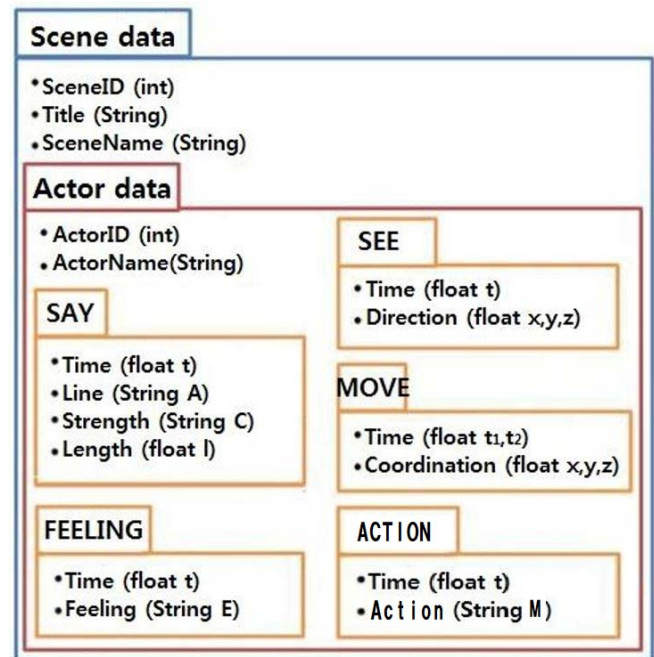 Scene data
•SceneID (int)
•Title (String)
•SceneName (String)
Actor data
•ActorID (int)
•ActorName(String)
SAY
•Time (float t)
•Line (String A)
•Strength (String C)
•Length (float l)
FEELING
•Time (float t)
•Feeling (String E)
SEE
•Time (float t)
•Direction (float x,y,z)
MOVE
•Time (float t₁,t₂)
•Coordination (float x,y,z)
ACTION
•Time (float t)
•Action (String M)